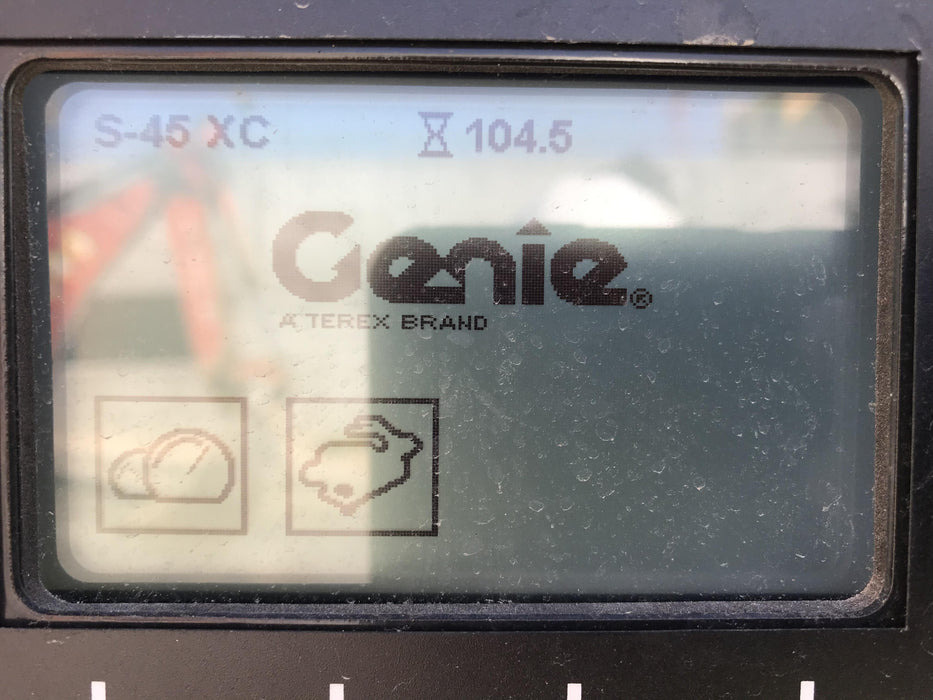 S-45 XC 104.5
Genie®
A TEREX BRAND